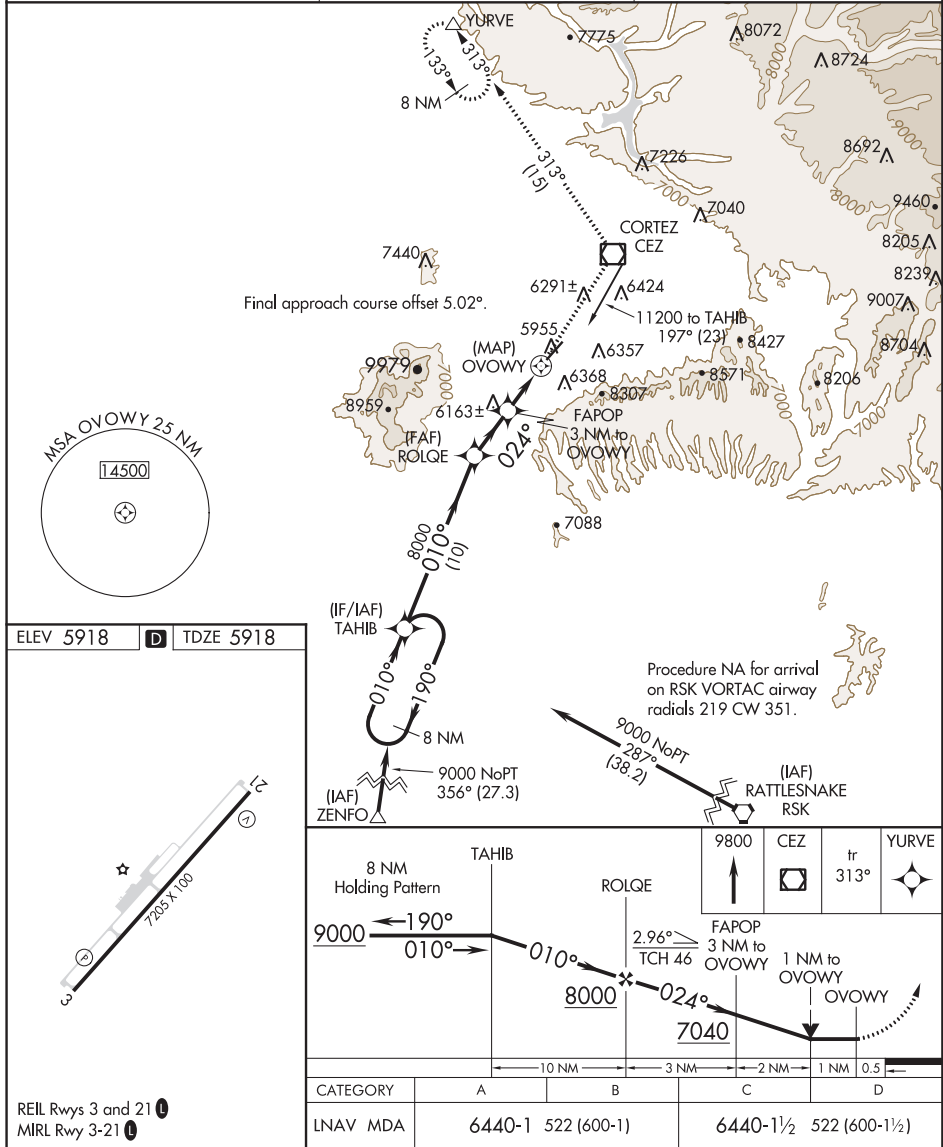 YURVE
313°
133°
8 NM
7775
8072
8000
8724
8000
8692
9460
8205
8239
9007
8704
7226
7000
7040
313°
(15)
CORTEZ
CEZ
7440
Final approach course offset 5.02°.
6291±
6424
11200 to TAHIB
197° (23)
5955
(MAP)
OVOWY
6357
8427
6368
8571
8206
8307
7000
9979
8959
6163±
FAPOP
3 NM to
OVOWY
(FAF)
ROLQE
024°
MSA OVOWY 25 NM
14500
7088
8000
010°
(10)
(IF/IAF)
TAHIB
010°
190°
8 NM
9000 NoPT
356° (27.3)
(IAF)
ZENFO
Procedure NA for arrival
on RSK VORTAC airway
radials 219 CW 351.
9000 NoPT
287°
(38.2)
(IAF)
RATTLESNAKE
RSK
ELEV 5918
D
TDZE 5918
21
V
7205 X 100
P
3
REIL Rwys 3 and 21 L
MIRL Rwy 3-21 L
9800
CEZ
tr
313°
YURVE
8 NM
Holding Pattern
TAHIB
ROLQE
FAPOP
3 NM to
OVOWY
1 NM to
OVOWY
OVOWY
9000
190°
010°
010°
2.96°
TCH 46
8000
024°
7040
10 NM
3 NM
2 NM
1 NM
0.5
CATEGORY A B C D
LNAV MDA 6440-1 522 (600-1) 6440-1½ 522 (600-1½)